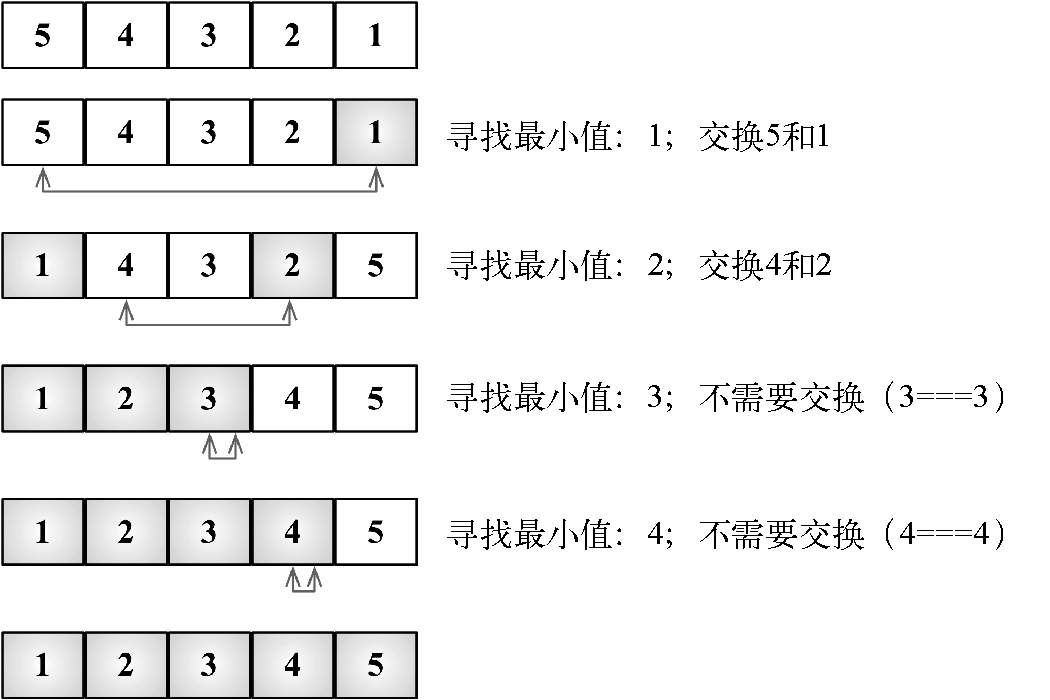 5 4 3 2 1
5 4 3 2 1 寻找最小值：1； 交换5和1
1 4 3 2 5 寻找最小值：2； 交换4和2
1 2 3 4 5 寻找最小值：3； 不需要交换（3===3）
1 2 3 4 5 寻找最小值：4； 不需要交换（4===4）
1 2 3 4 5